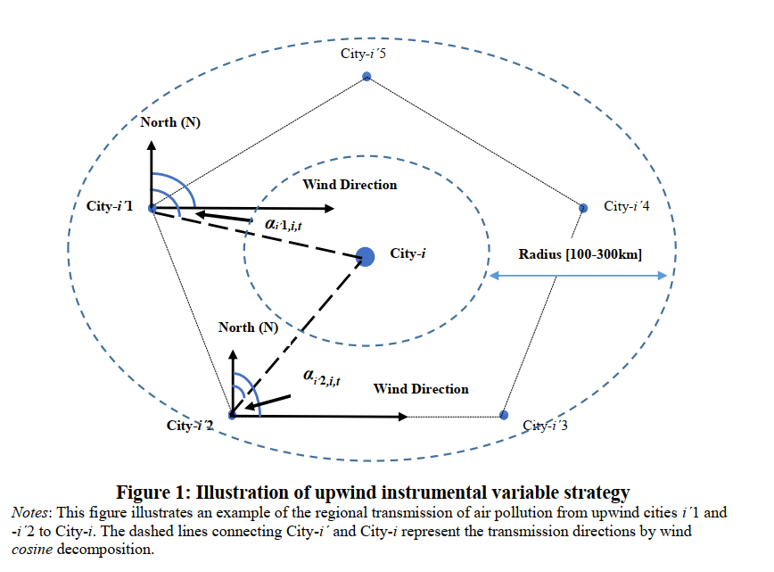 City-i´5
North (N)
Wind Direction
City-i´1
αi´1,i,t
City-i´4
City-i
Radius [100-300km]
North (N)
αi´2,i,t
Wind Direction
City-i´2
City-i´3
Figure 1: Illustration of upwind instrumental variable strategy
Notes: This figure illustrates an example of the regional transmission of air pollution from upwind cities i´1 and
-i´2 to City-i. The dashed lines connecting City-i´ and City-i represent the transmission directions by wind
cosine decomposition.